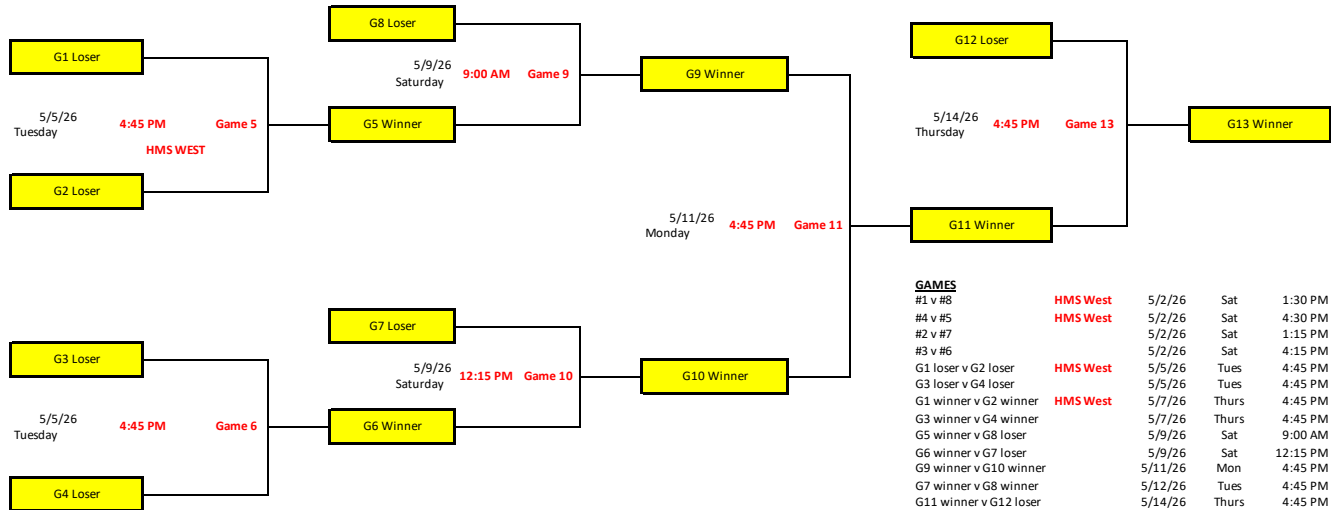 G8 Loser
G1 Loser
5/9/26
Saturday
9:00 AM Game 9
G9 Winner
G12 Loser
5/5/26
Tuesday
4:45 PM Game 5
HMS WEST
G5 Winner
5/14/26
Thursday
4:45 PM Game 13
G13 Winner
G2 Loser
5/11/26
Monday
4:45 PM Game 11
G11 Winner
G7 Loser
G3 Loser
5/9/26
Saturday
12:15 PM Game 10
G10 Winner
5/5/26
Tuesday
4:45 PM Game 6
G6 Winner
G4 Loser
GAMES
#1 v #8 HMS West 5/2/26 Sat 1:30 PM
#4 v #5 HMS West 5/2/26 Sat 4:30 PM
#2 v #7 5/2/26 Sat 1:15 PM
#3 v #6 5/2/26 Sat 4:15 PM
G1 loser v G2 loser HMS West 5/5/26 Tues 4:45 PM
G3 loser v G4 loser 5/5/26 Tues 4:45 PM
G1 winner v G2 winner HMS West 5/7/26 Thurs 4:45 PM
G3 winner v G4 winner 5/7/26 Thurs 4:45 PM
G5 winner v G8 loser 5/9/26 Sat 9:00 AM
G6 winner v G7 loser 5/9/26 Sat 12:15 PM
G9 winner v G10 winner 5/11/26 Mon 4:45 PM
G7 winner v G8 winner 5/12/26 Tues 4:45 PM
G11 winner v G12 loser 5/14/26 Thurs 4:45 PM